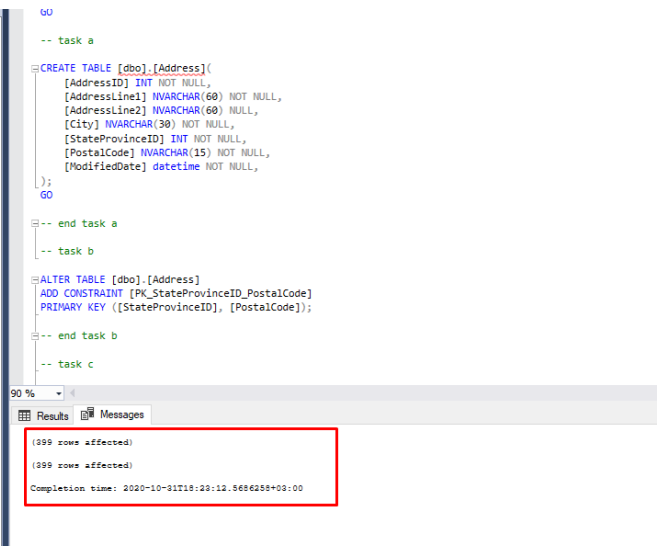 GO
-- task a
CREATE TABLE [dbo].[Address](
[AddressID] INT NOT NULL,
[AddressLine1] NVARCHAR(60) NOT NULL,
[AddressLine2] NVARCHAR(60) NULL,
[City] NVARCHAR(30) NOT NULL,
[StateProvinceID] INT NOT NULL,
[PostalCode] NVARCHAR(15) NOT NULL,
[ModifiedDate] datetime NOT NULL,
);
GO
-- end task a
-- task b
ALTER TABLE [dbo].[Address]
ADD CONSTRAINT [PK_StateProvinceID_PostalCode]
PRIMARY KEY ([StateProvinceID], [PostalCode]);
-- end task b
-- task c
90 %
Results Messages
(399 rows affected)
(399 rows affected)
Completion time: 2020-10-31T18:23:12.5686258+03:00